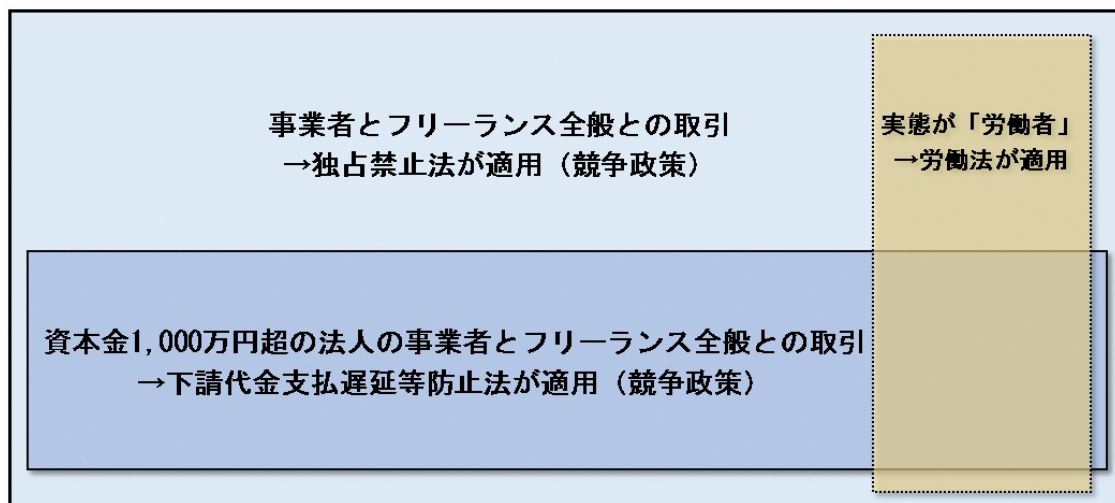 事業者とフリーランス全般との取引
→独占禁止法が適用（競争政策）
実態が「労働者」
→労働法が適用
資本金1,000万円超の法人の事業者とフリーランス全般との取引
→下請代金支払遅延等防止法が適用（競争政策）